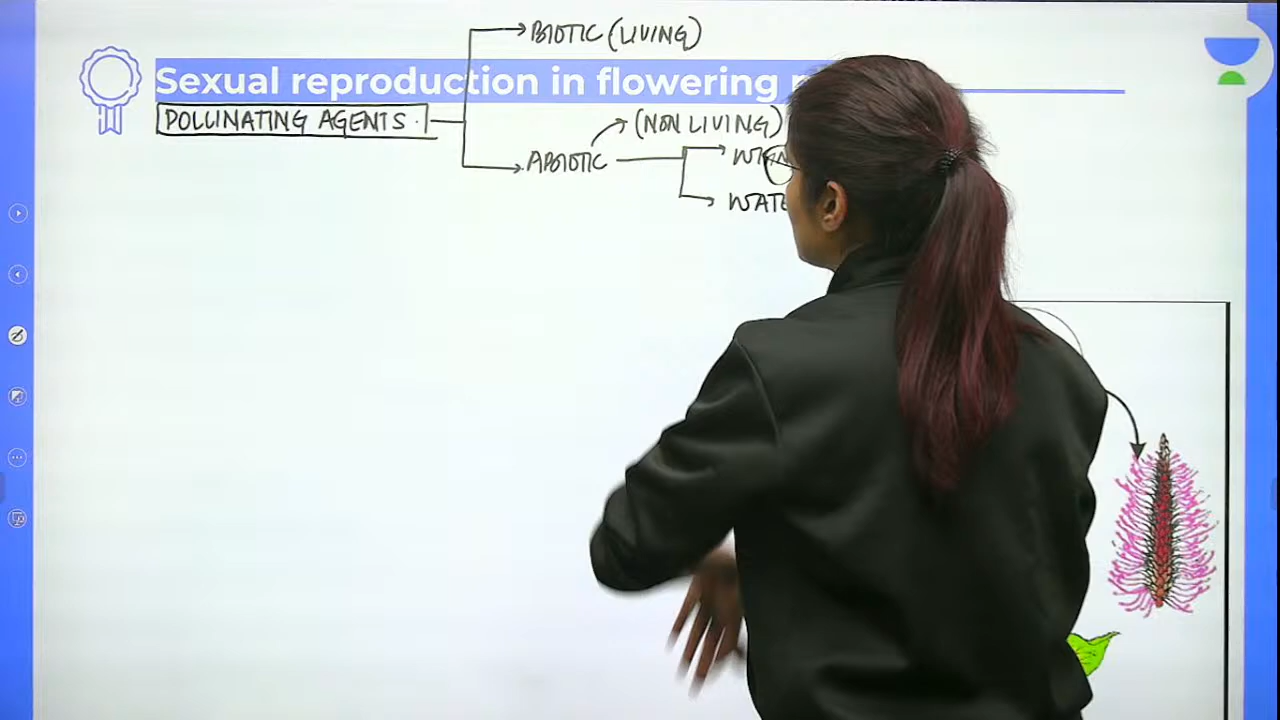 BIOTIC (LIVING)
Sexual reproduction in flowering
POLLINATING AGENTS
(NON LIVING)
ABIOTIC